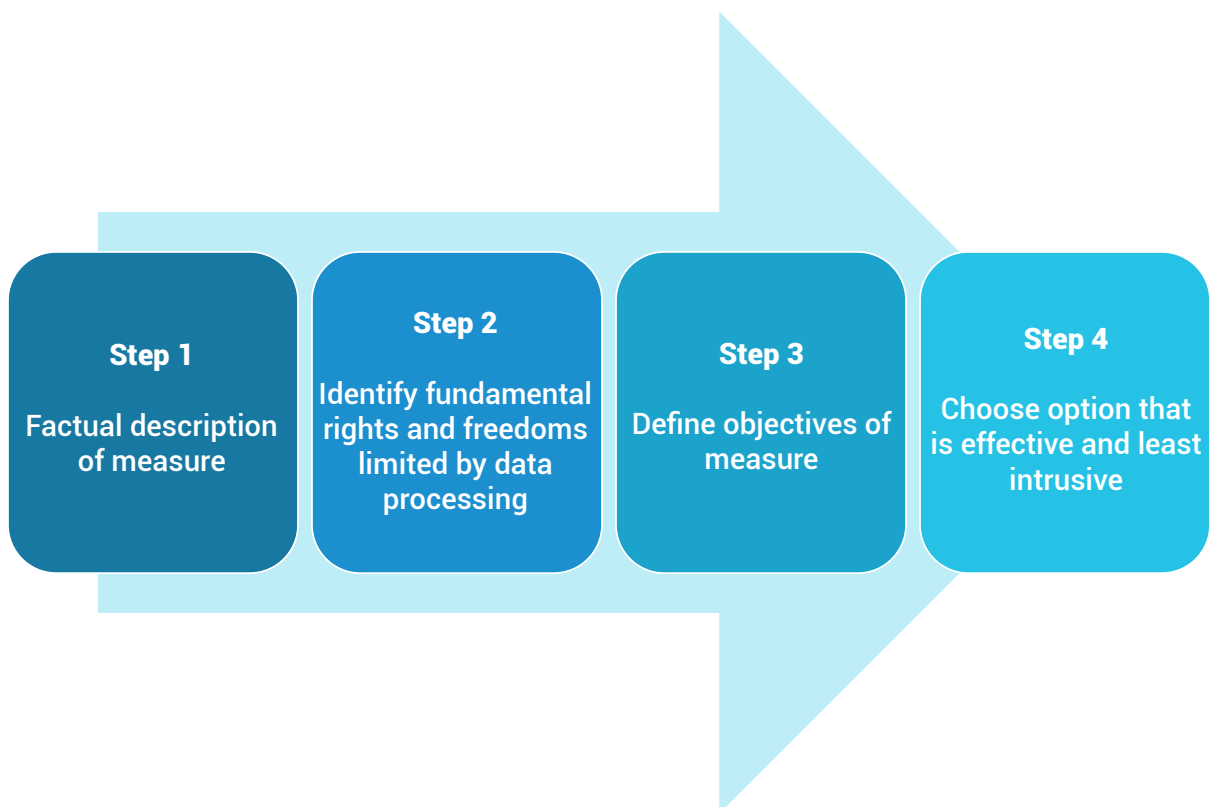 Step 1
Factual description
of measure
Step 2
Identify fundamental
rights and freedoms
limited by data
processing
Step 3
Define objectives of
measure
Step 4
Choose option that
is effective and least
intrusive